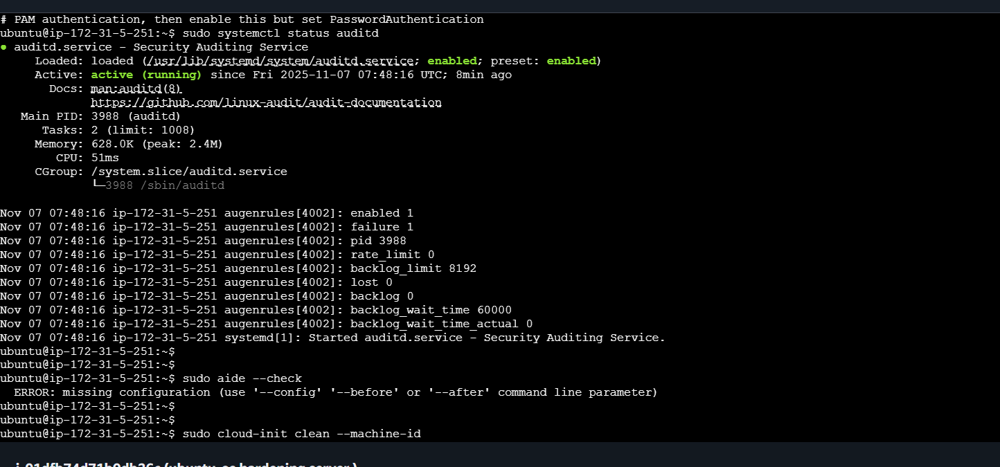 # PAM authentication, then enable this but set PasswordAuthentication
ubuntu@ip-172-31-5-251:~$ sudo systemctl status auditd
● auditd.service - Security Auditing Service
     Loaded: loaded (/usr/lib/systemd/system/auditd.service; enabled; preset: enabled)
     Active: active (running) since Fri 2025-11-07 07:48:16 UTC; 8min ago
       Docs: man:auditd(8)
             https://github.com/linux-audit/audit-documentation
   Main PID: 3988 (auditd)
      Tasks: 2 (limit: 1008)
     Memory: 628.0K (peak: 2.4M)
        CPU: 51ms
     CGroup: /system.slice/auditd.service
             └─3988 /sbin/auditd
Nov 07 07:48:16 ip-172-31-5-251 augenrules[4002]: enabled 1
Nov 07 07:48:16 ip-172-31-5-251 augenrules[4002]: failure 1
Nov 07 07:48:16 ip-172-31-5-251 augenrules[4002]: pid 3988
Nov 07 07:48:16 ip-172-31-5-251 augenrules[4002]: rate_limit 0
Nov 07 07:48:16 ip-172-31-5-251 augenrules[4002]: backlog_limit 8192
Nov 07 07:48:16 ip-172-31-5-251 augenrules[4002]: lost 0
Nov 07 07:48:16 ip-172-31-5-251 augenrules[4002]: backlog 0
Nov 07 07:48:16 ip-172-31-5-251 augenrules[4002]: backlog_wait_time 60000
Nov 07 07:48:16 ip-172-31-5-251 augenrules[4002]: backlog_wait_time_actual 0
Nov 07 07:48:16 ip-172-31-5-251 systemd[1]: Started auditd.service - Security Auditing Service.
ubuntu@ip-172-31-5-251:~$
ubuntu@ip-172-31-5-251:~$
ubuntu@ip-172-31-5-251:~$ sudo aide --check
  ERROR: missing configuration (use '--config' '--before' or '--after' command line parameter)
ubuntu@ip-172-31-5-251:~$
ubuntu@ip-172-31-5-251:~$
ubuntu@ip-172-31-5-251:~$ sudo cloud-init clean --machine-id